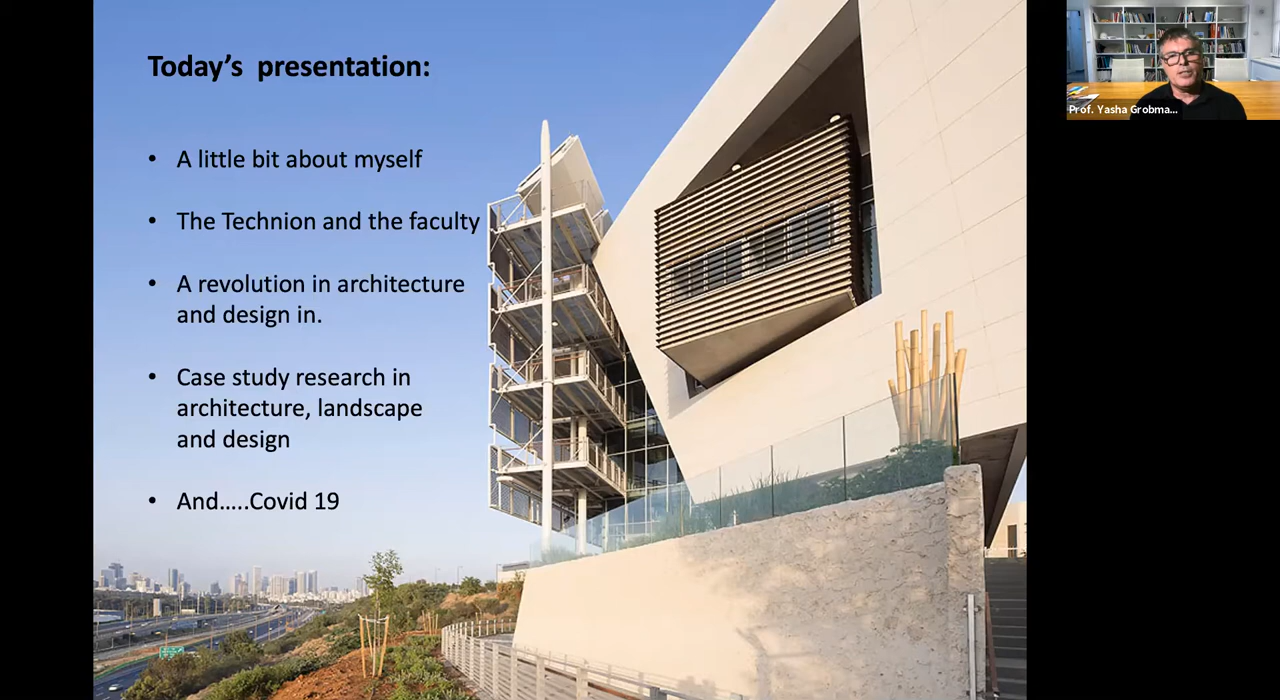 Today's  presentation:
• A little bit about myself
• The Technion and the faculty
• A revolution in architecture
and design in.
• Case study research in
architecture, landscape
and design
• And.....Covid 19
Prof. Yasha Grobma...